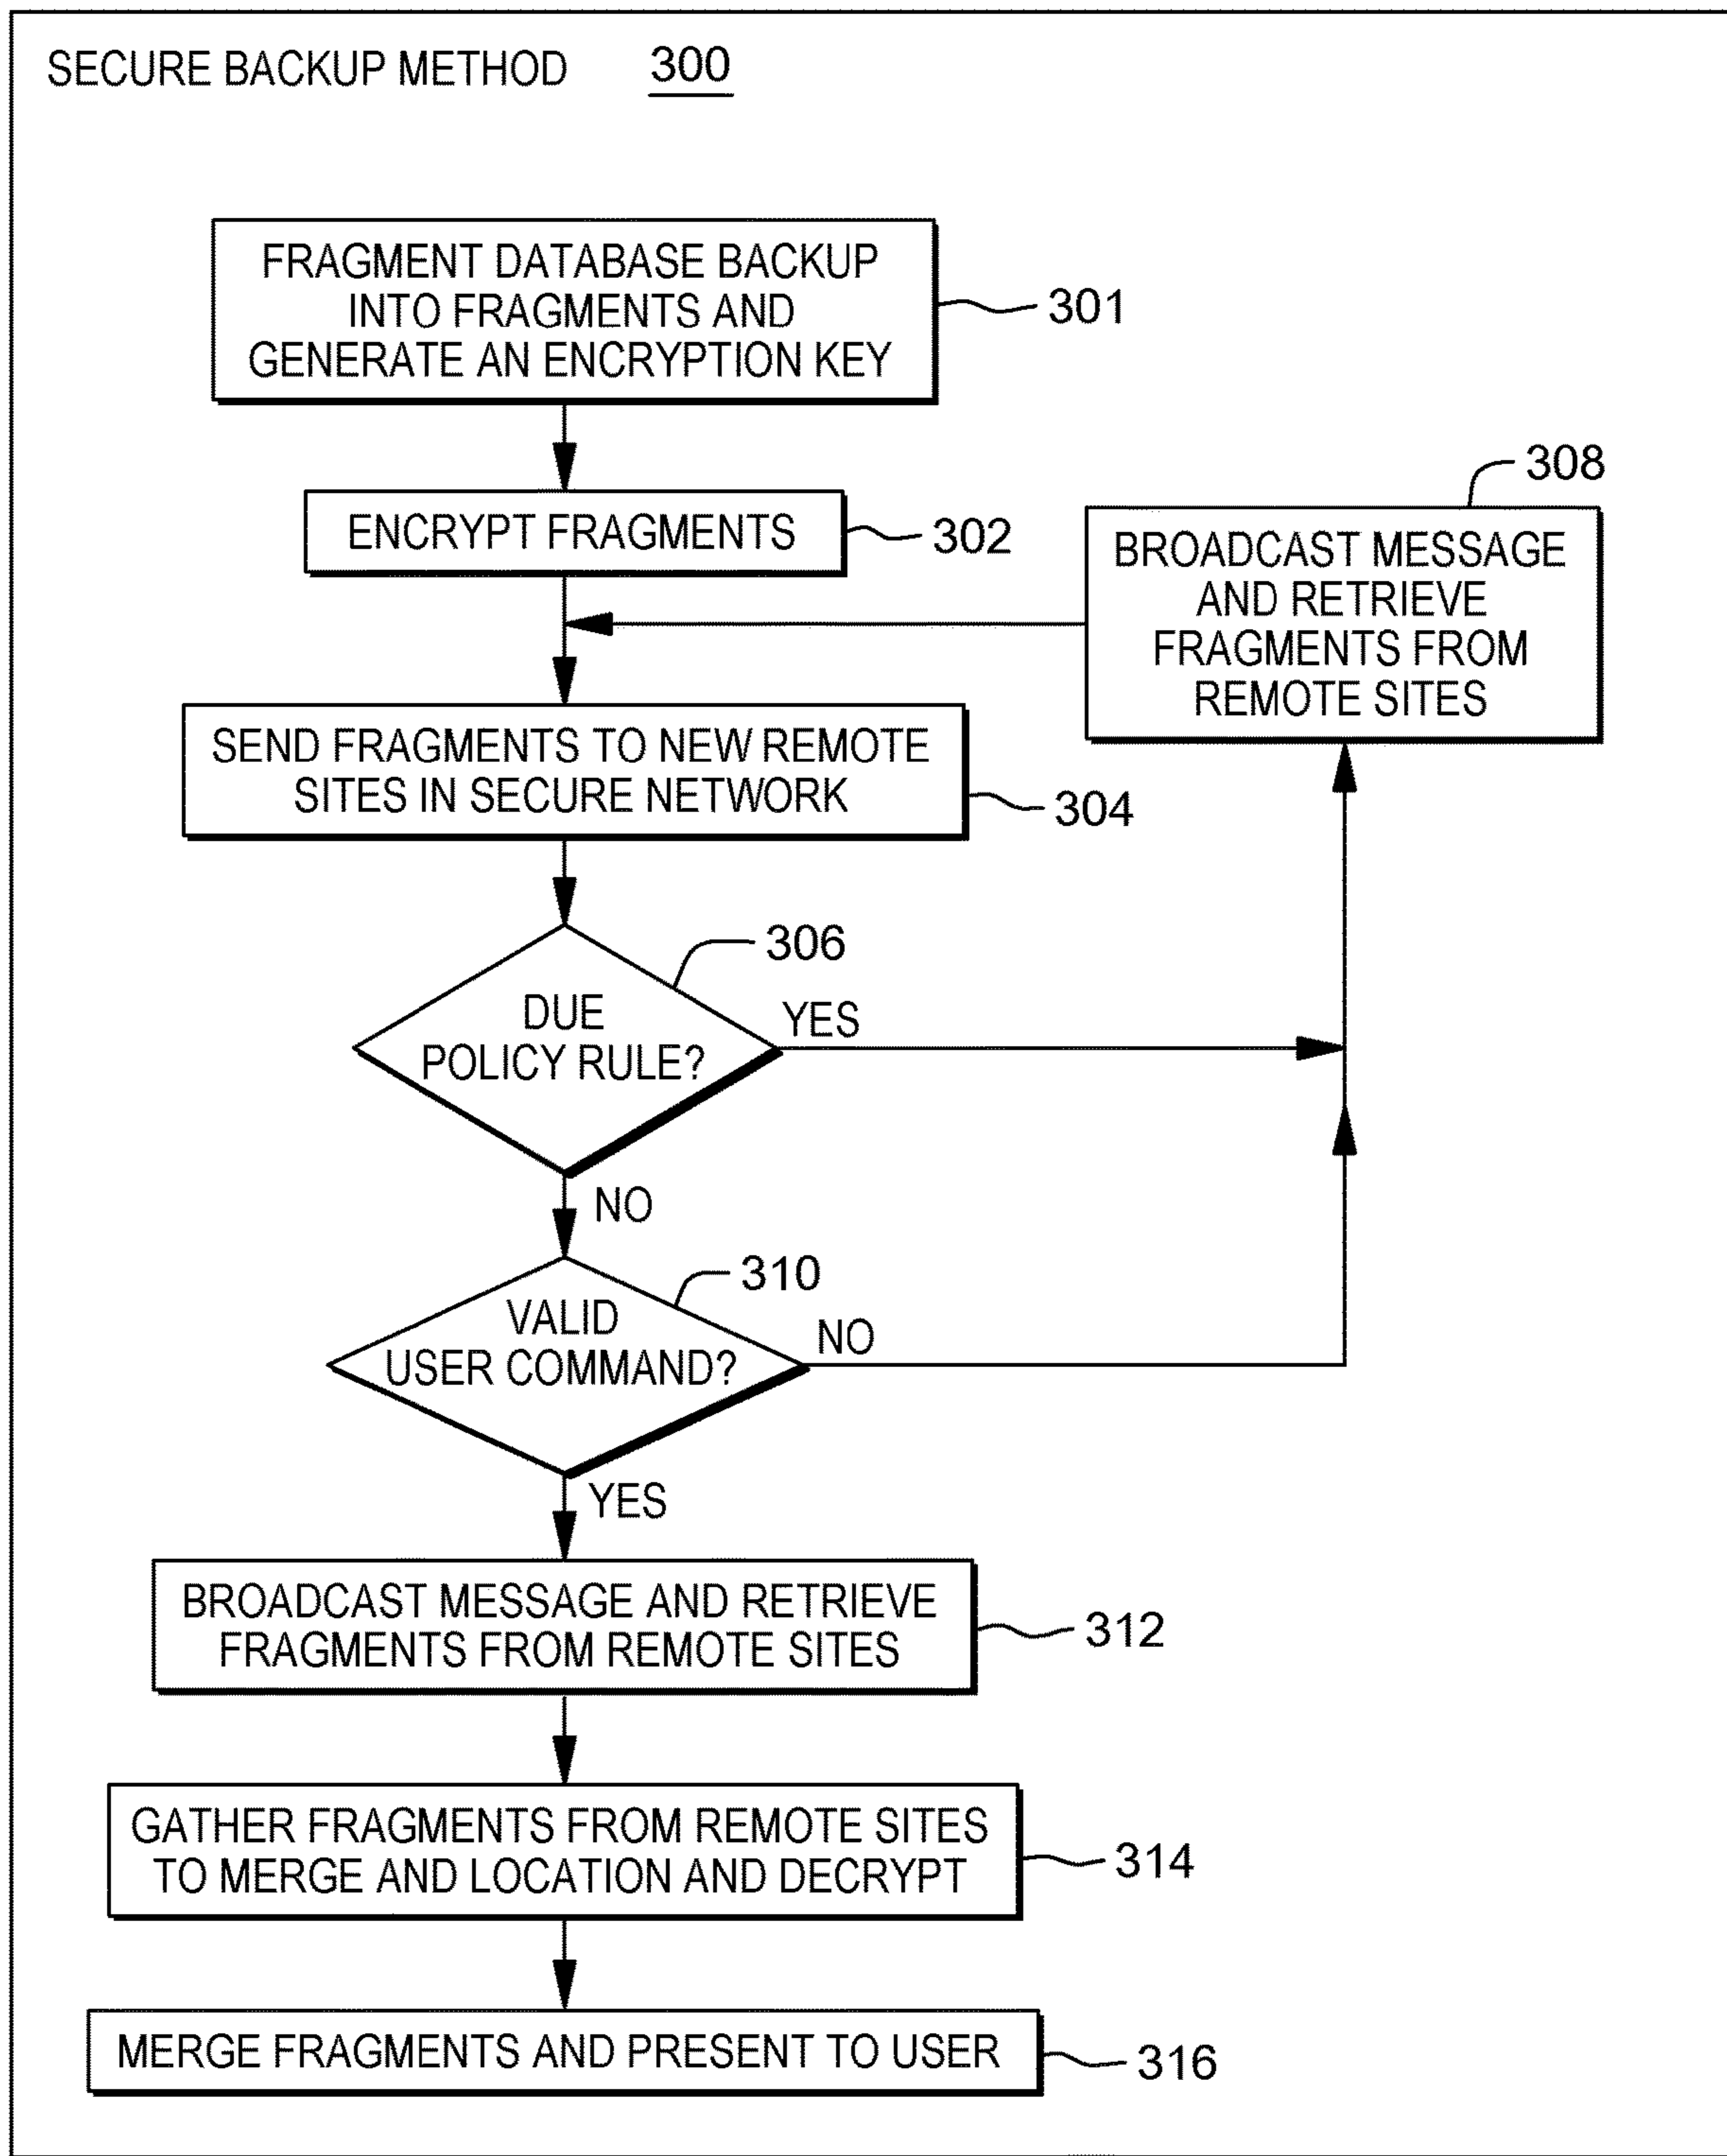 SECURE BACKUP METHOD 300
FRAGMENT DATABASE BACKUP
INTO FRAGMENTS AND
GENERATE AN ENCRYPTION KEY
301
ENCRYPT FRAGMENTS
302
308
BROADCAST MESSAGE
AND RETRIEVE
FRAGMENTS FROM
REMOTE SITES
SEND FRAGMENTS TO NEW REMOTE
SITES IN SECURE NETWORK
304
306
DUE
POLICY RULE?
YES
NO
310
VALID
USER COMMAND?
NO
YES
BROADCAST MESSAGE AND RETRIEVE
FRAGMENTS FROM REMOTE SITES
312
GATHER FRAGMENTS FROM REMOTE SITES
TO MERGE AND LOCATION AND DECRYPT
314
MERGE FRAGMENTS AND PRESENT TO USER
316